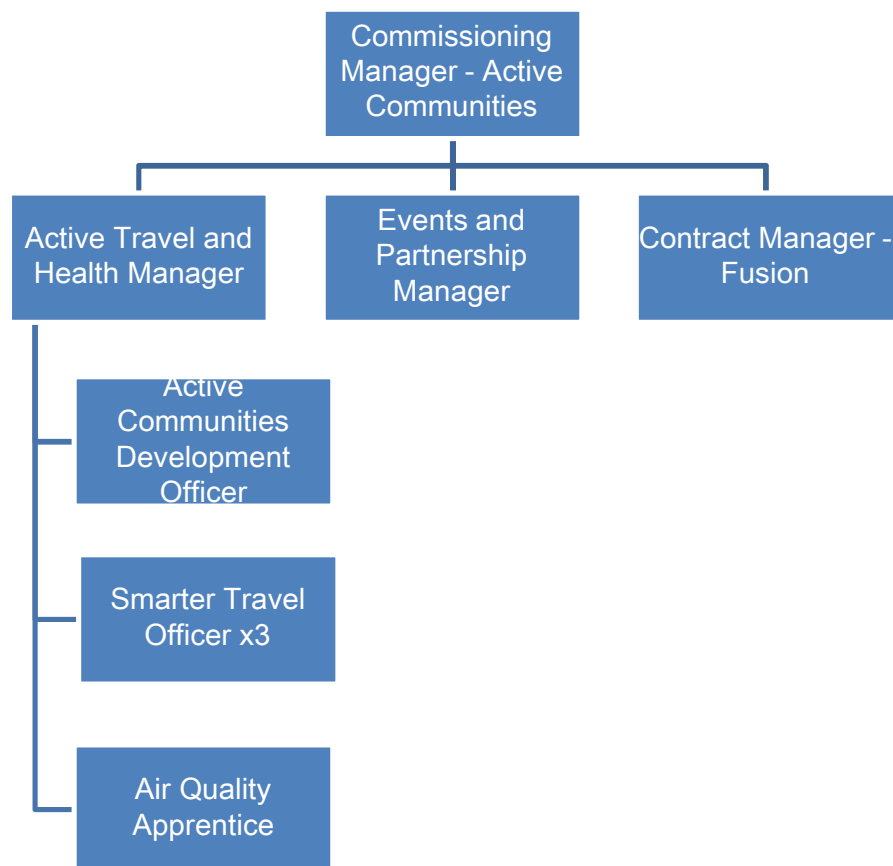 Commissioning
Manager - Active
Communities
Active Travel and
Health Manager
Events and
Partnership
Manager
Contract Manager -
Fusion
Active
Communities
Development
Officer
Smarter Travel
Officer x3
Air Quality
Apprentice